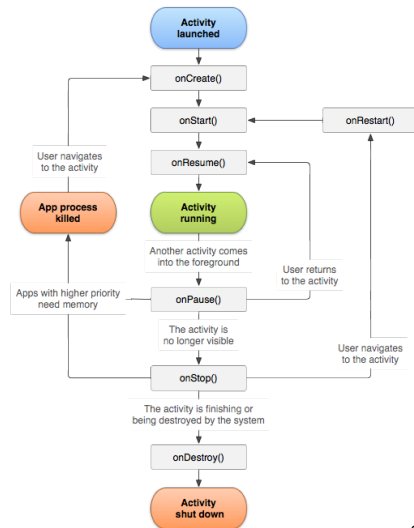 Activity
launched
onCreate()
onStart()
onRestart()
User navigates
to the activity
onResume()
App process
killed
Activity
running
Another activity comes
into the foreground
User returns
to the activity
Apps with higher priority
need memory
onPause()
The activity is
no longer visible
User navigates
to the activity
onStop()
The activity is finishing or
being destroyed by the system
onDestroy()
Activity
shut down